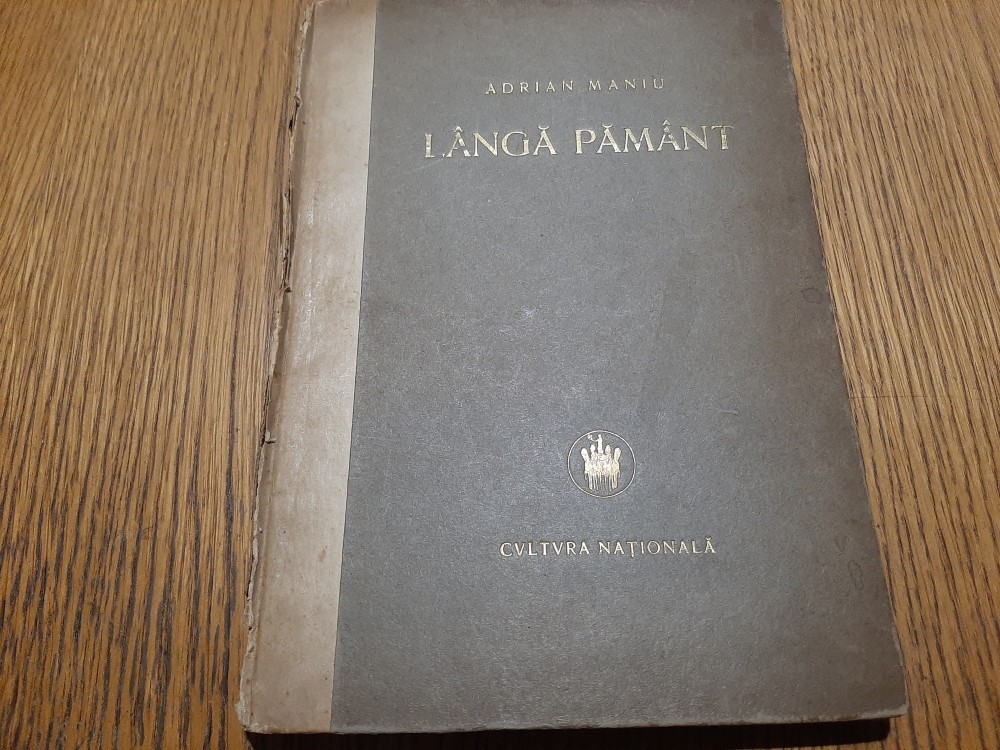 ADRIAN MANIU
LÂNGĂ PĂMÂNT
CVLTVRA NAȚIONALĂ